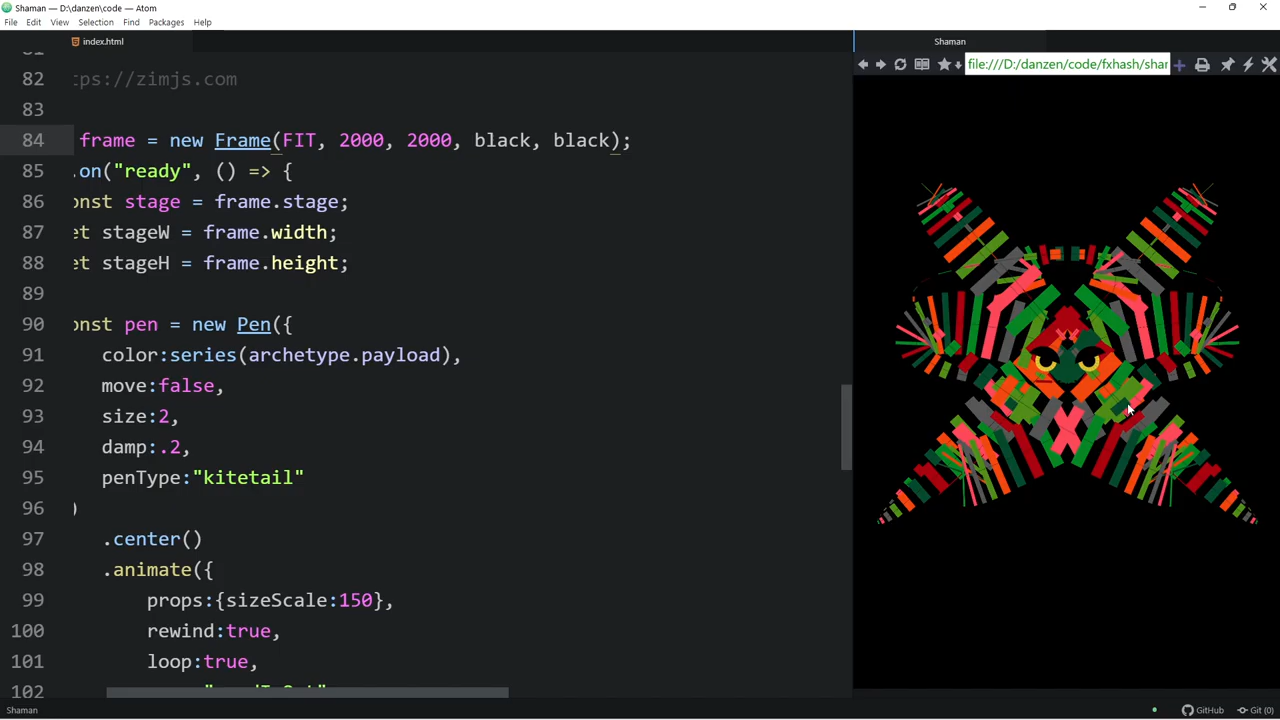 Shaman — D:\danzen\code — Atom
File Edit View Selection Find Packages Help
index.html
Shaman
file:///D:/danzen/code/fxhash/shar
81
82 tps://zimjs.com
83
84 frame = new Frame(FIT, 2000, 2000, black, black);
85 .on("ready", () => {
86 onst stage = frame.stage;
87 et stageW = frame.width;
88 et stageH = frame.height;
89
90 onst pen = new Pen({
91 color:series(archetype.payload),
92 move:false,
93 size:2,
94 damp:.2,
95 penType:"kitetail"
96 )
97 .center()
98 .animate({
99 props:{sizeScale:150},
100 rewind:true,
101 loop:true,
102
Shaman
GitHub Git (0)